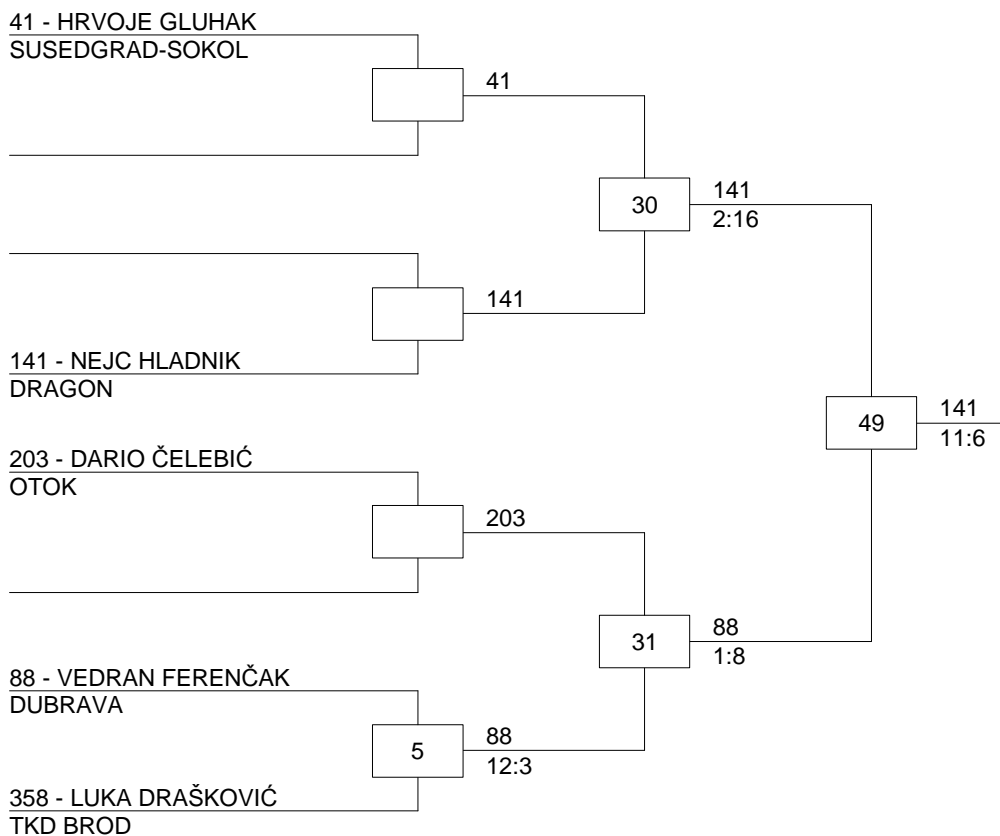 41 - HRVOJE GLUHAK
SUSEDGRAD-SOKOL
41
30
141
2:16
141
141 - NEJC HLADNIK
DRAGON
49
141
11:6
203 - DARIO ČELEBIĆ
OTOK
203
31
88
1:8
88 - VEDRAN FERENČAK
DUBRAVA
5
88
12:3
358 - LUKA DRAŠKOVIĆ
TKD BROD